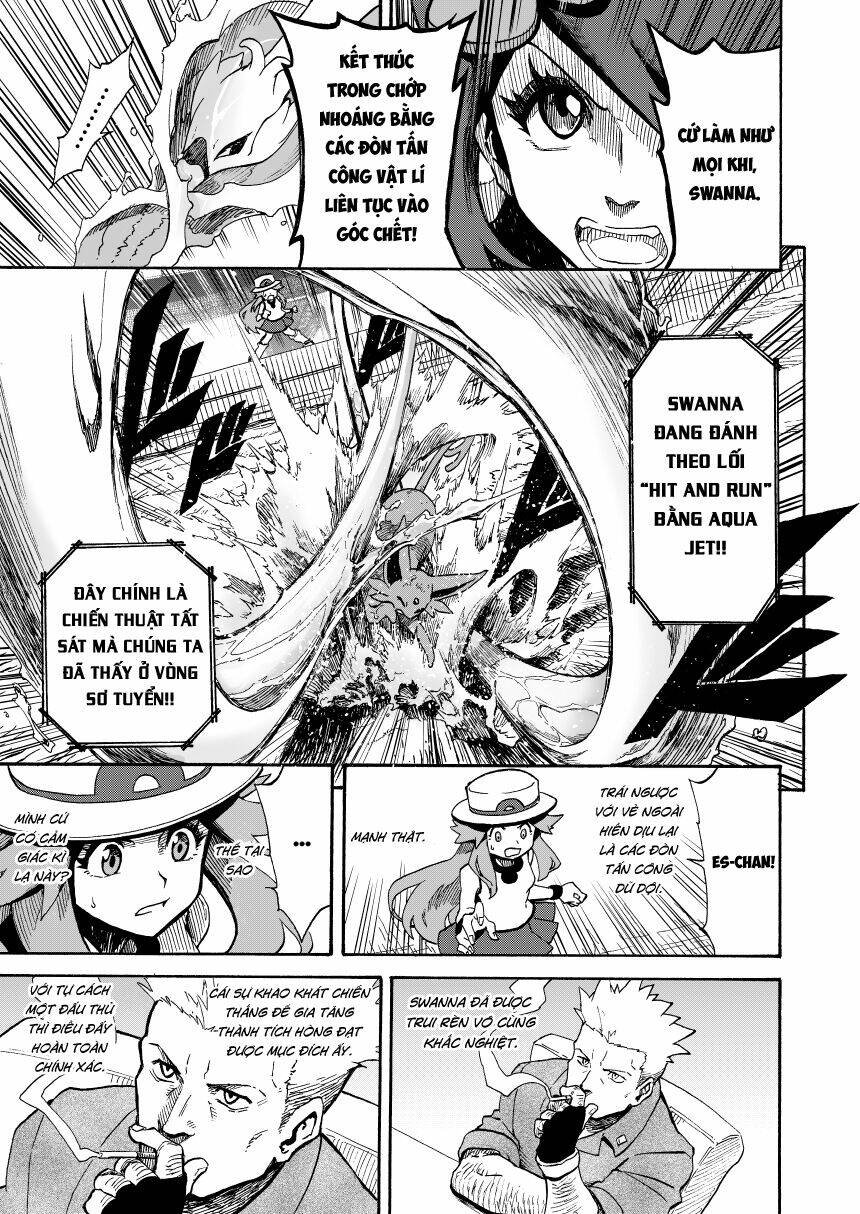 CỨ LÀM NHƯ
MỌI KHI,
SWANNA.
KẾT THÚC
TRONG CHỚP
NHOÁNG BẰNG
CÁC ĐÒN TẤN
CÔNG VẬT LÍ
LIÊN TỤC VÀO
GÓC CHẾT!
........
SWANNA
ĐANG ĐÁNH
THEO LỐI
“HIT AND RUN”
BẰNG AQUA
JET!!
ĐÂY CHÍNH LÀ
CHIẾN THUẬT TẤT
SÁT MÀ CHÚNG TA
ĐÃ THẤY Ở VÒNG
SƠ TUYỂN!!
ES-CHAN!
TRÁI NGƯỢC
VỚI VẺ NGOÀI
HIỀN DỊU LẠI
LÀ CÁC ĐÒN
TẤN CÔNG
DỮ DỘI.
MẠNH THẬT.
...
THẾ TẠI
SAO
MÌNH CỨ
CÓ CẢM
GIÁC KÌ
LẠ NÀY?
SWANNA ĐÃ ĐƯỢC
TRUI RÈN VÔ CÙNG
KHẮC NGHIỆT.
CÁI SỰ KHAO KHÁT CHIẾN
THẮNG ĐỂ GIA TĂNG
THÀNH TÍCH HÒNG ĐẠT
ĐƯỢC MỤC ĐÍCH ẤY.
VỚI TƯ CÁCH
MỘT ĐẤU THỦ
THÌ ĐIỀU ĐẤY
HOÀN TOÀN
CHÍNH XÁC.